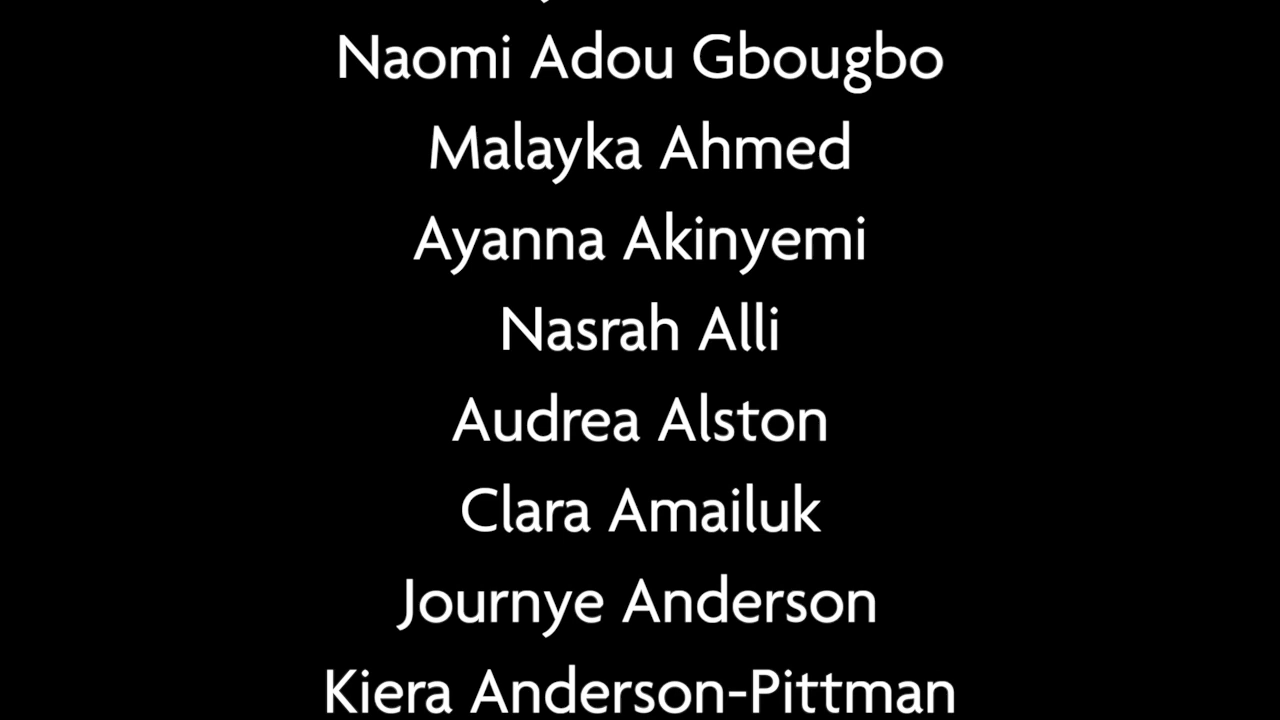 Naomi Adou Gbougbo
Malayka Ahmed
Ayanna Akinyemi
Nasrah Alli
Audrea Alston
Clara Amailuk
Journye Anderson
Kiera Anderson-Pittman